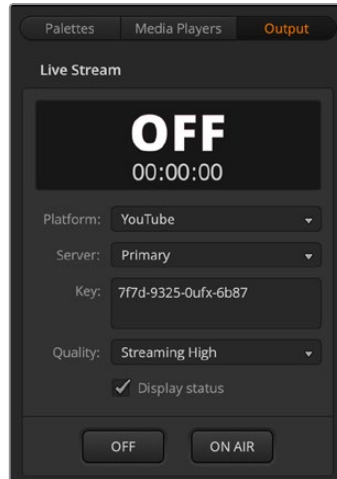 Palettes Media Players Output
Live Stream
OFF
00:00:00
Platform: YouTube
Server: Primary
Key: 7f7d-9325-0ufx-6b87
Quality: Streaming High
Display status
OFF ON AIR